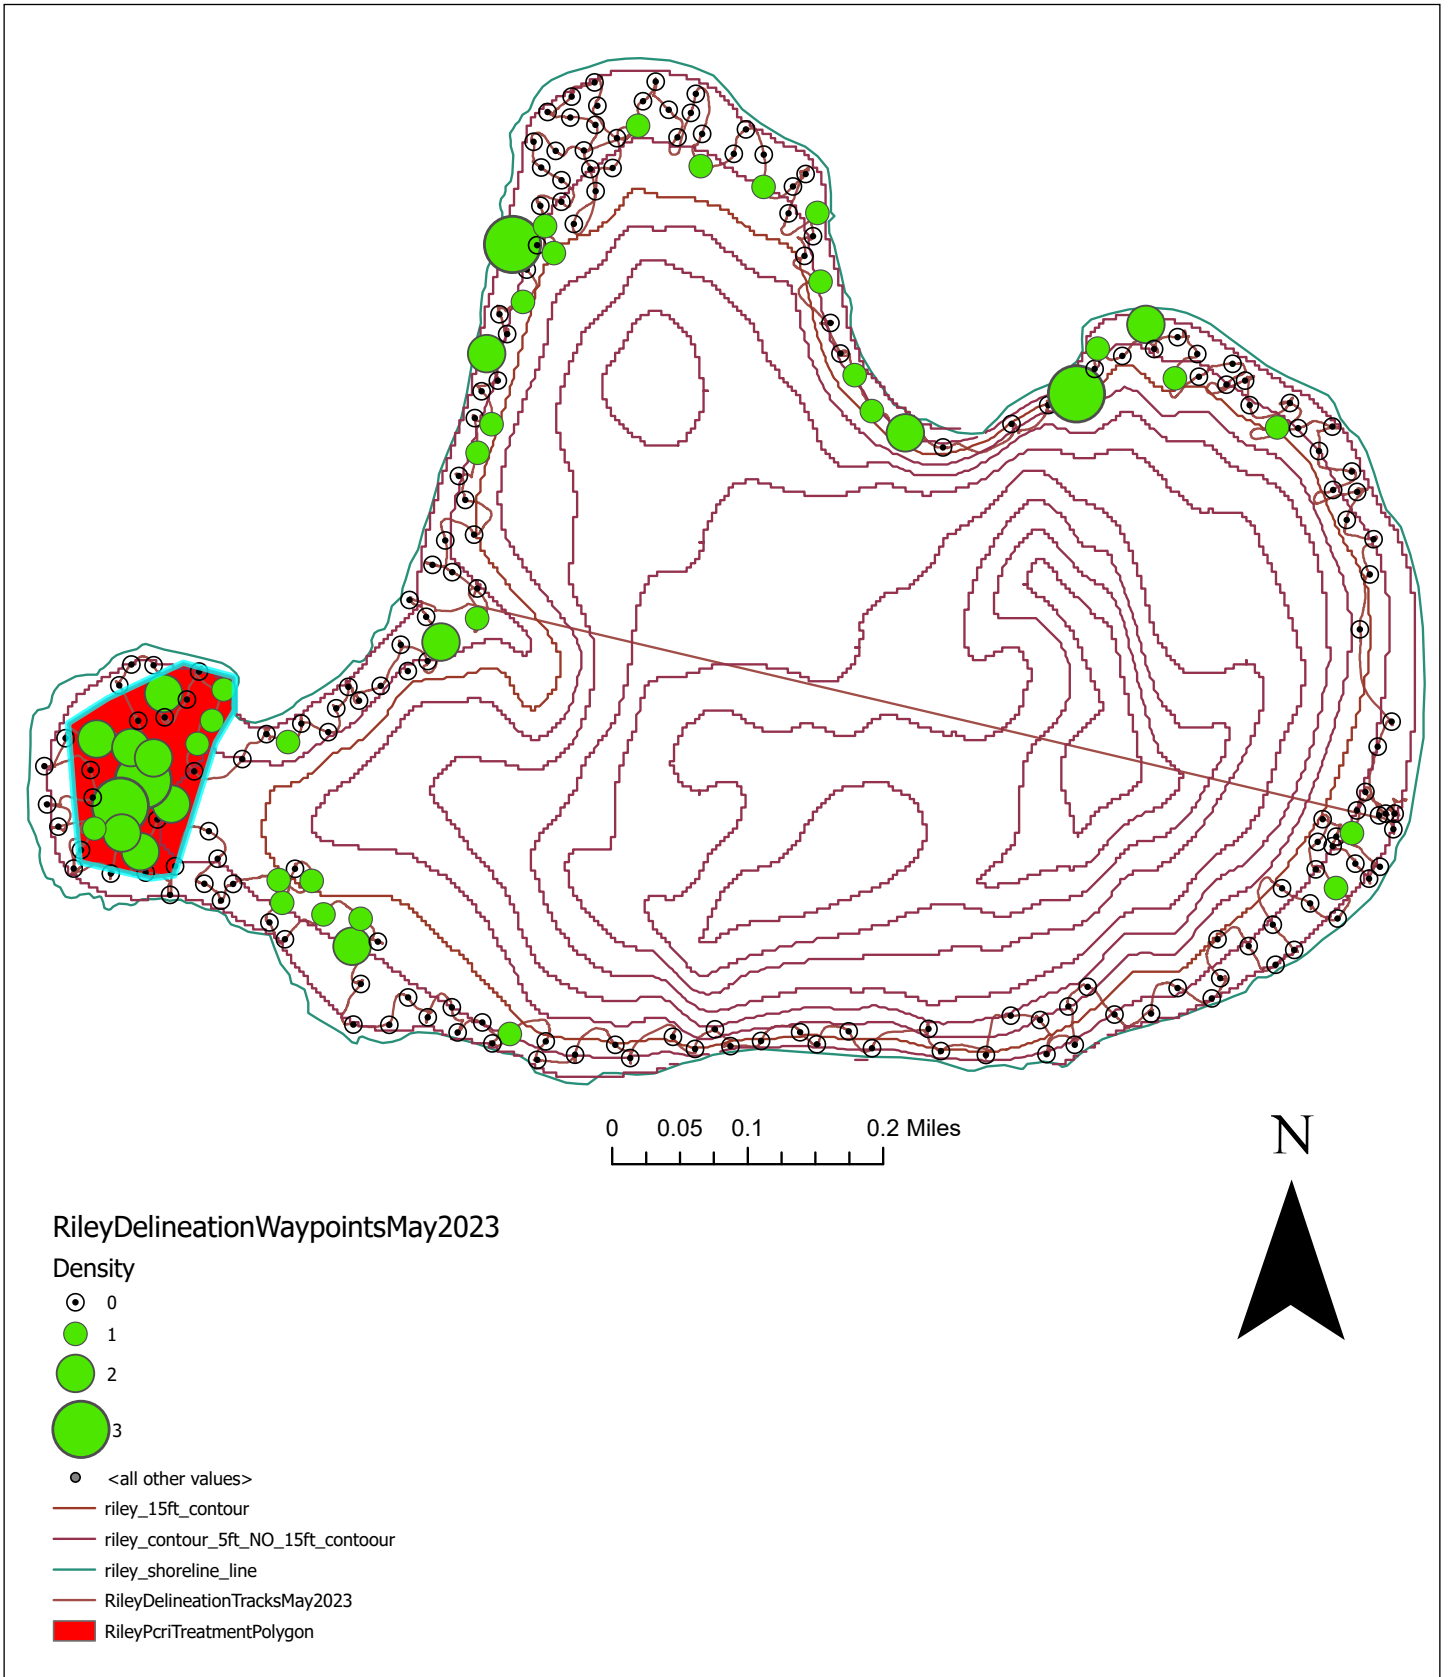 0 0.05 0.1 0.2 Miles
N
RileyDelineationWaypointsMay2023
Density
0
1
2
3
<all other values>
riley_15ft_contour
riley_contour_5ft_NO_15ft_contoour
riley_shoreline_line
RileyDelineationTracksMay2023
RileyPcriTreatmentPolygon